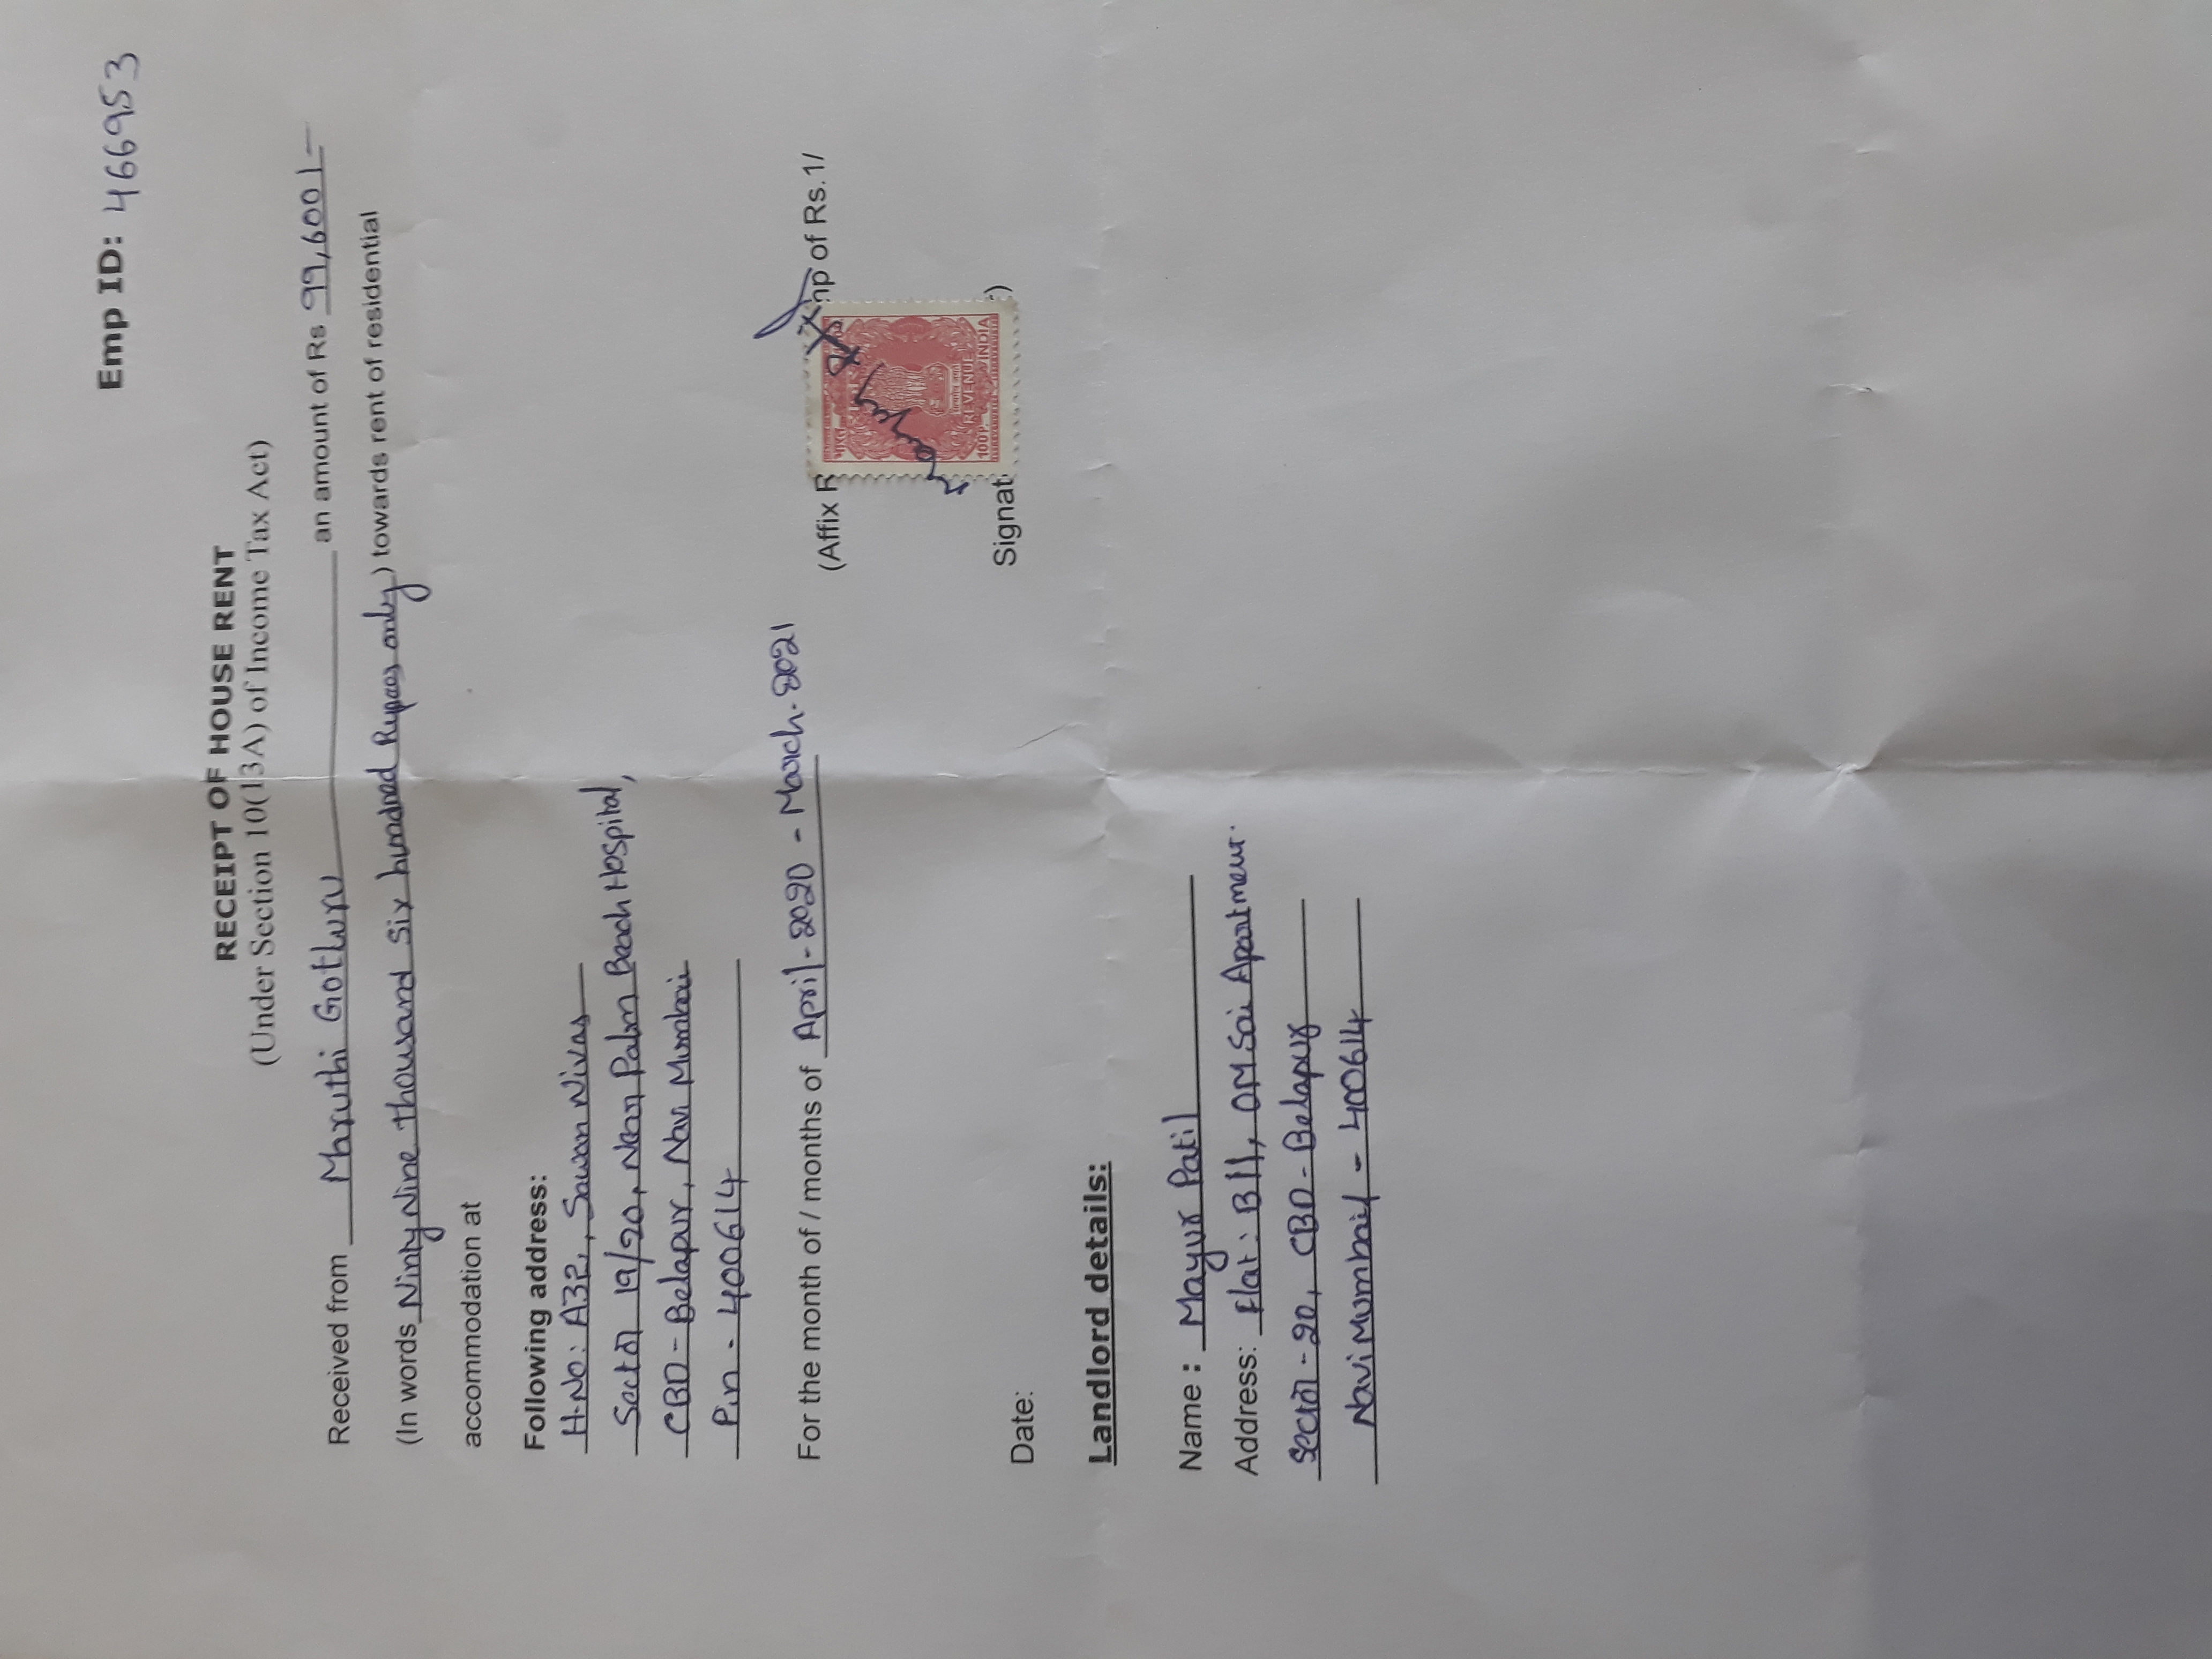 Emp ID: 466953
RECEIPT OF HOUSE RENT
(Under Section 10(13A) of Income Tax Act)
Received from Maruthi Gotluru an amount of Rs 99,600/-
(In words Ninty Nine thousand Six hundred Rupees only) towards rent of residential
accommodation at
Following address:
H.No: A32, Sawan Nivas
Sector 19/20, Near Palm Beach Hospital,
CBD - Belapur, Navi Mumbai
Pin - 400614
For the month of / months of April-2020 - March-2021
(Affix R mp of Rs.1/
भारत
Mayur Patil
सत्यमेव जयते
REVENUE
100P. INDIA
Signat )
Date:
Landlord details:
Name : Mayur Patil
Address: Flat: B11, OM Sai Apartment.
Sector - 20, CBD - Belapur
Navi Mumbai - 400614